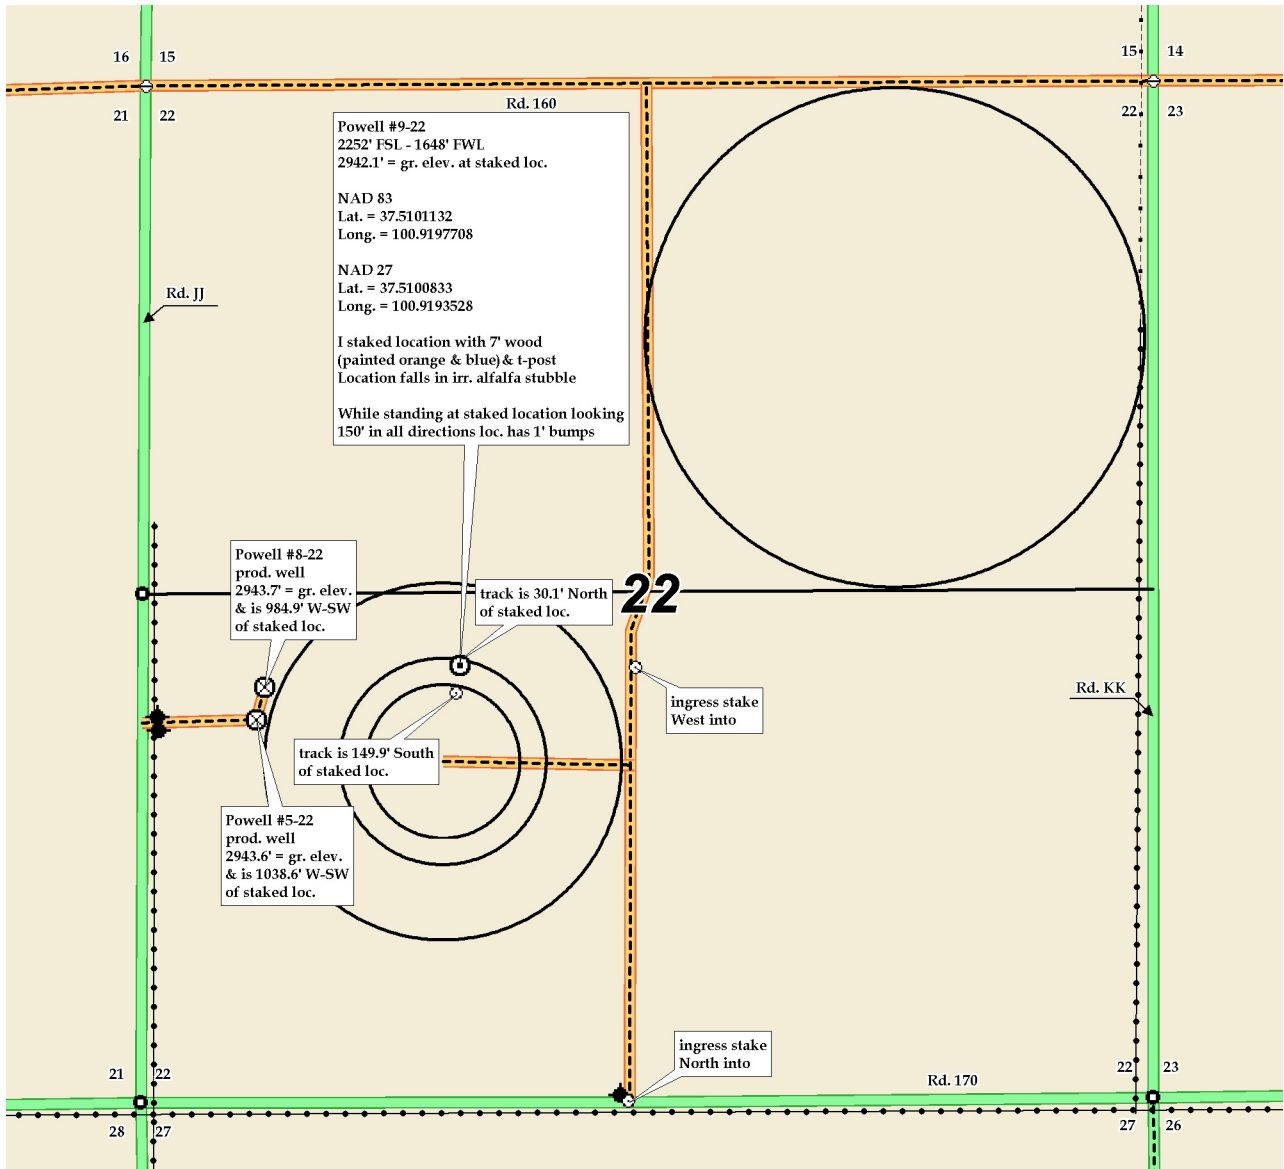 16 15
15 14
21 22
22 23
Rd. 160
Powell #9-22
2252' FSL - 1648' FWL
2942.1' = gr. elev. at staked loc.
NAD 83
Lat. = 37.5101132
Long. = 100.9197708
NAD 27
Lat. = 37.5100833
Long. = 100.9193528
I staked location with 7' wood
(painted orange & blue) & t-post
Location falls in irr. alfalfa stubble
While standing at staked location looking
150' in all directions loc. has 1' bumps
Rd. JJ
Powell #8-22
prod. well
2943.7' = gr. elev.
& is 984.9' W-SW
of staked loc.
track is 30.1' North
of staked loc.
22
ingress stake
West into
Rd. KK
track is 149.9' South
of staked loc.
Powell #5-22
prod. well
2943.6' = gr. elev.
& is 1038.6' W-SW
of staked loc.
ingress stake
North into
21 22
22 23
Rd. 170
28 27
27 26